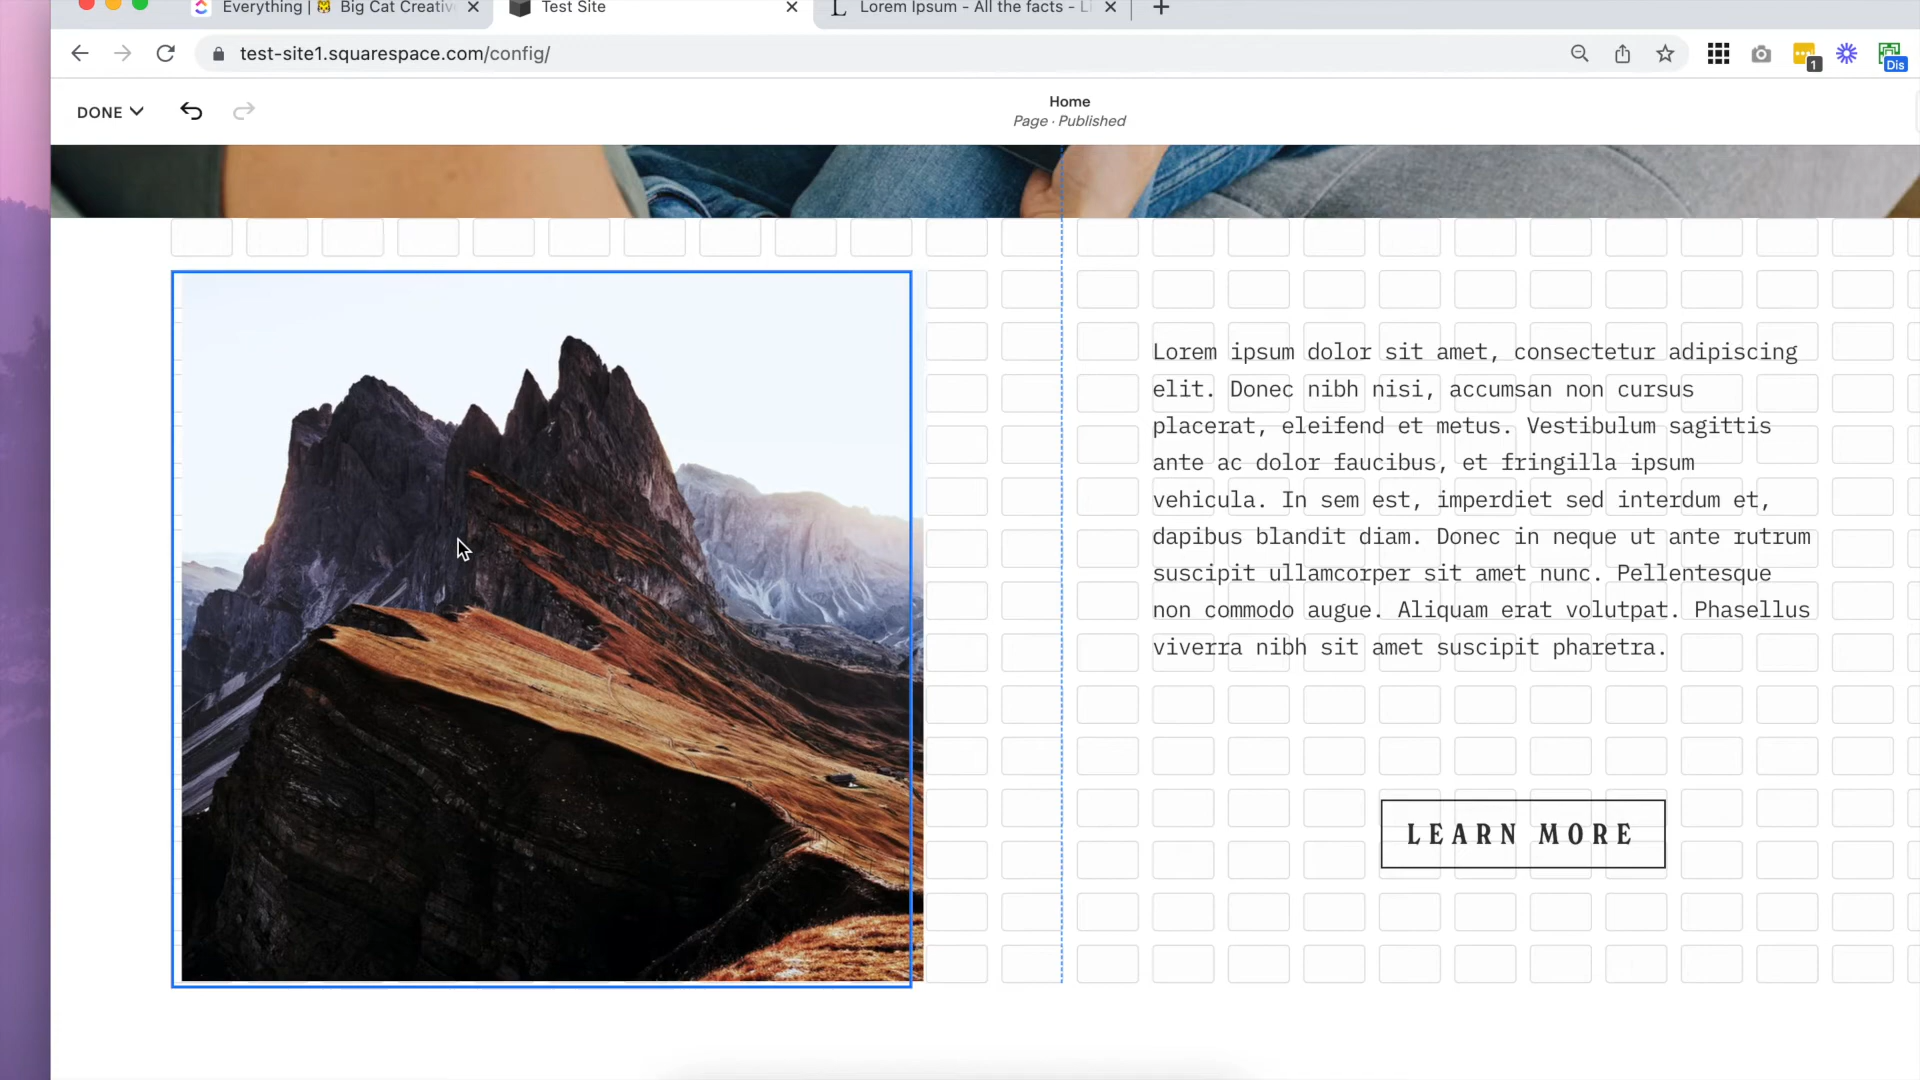 Everything | Big Cat Creative
Test Site
Lorem Ipsum - All the facts -
test-site1.squarespace.com/config/
1
Dis
DONE
Home
Page · Published
Lorem ipsum dolor sit amet, consectetur adipiscing
elit. Donec nibh nisi, accumsan non cursus
placerat, eleifend et metus. Vestibulum sagittis
ante ac dolor faucibus, et fringilla ipsum
vehicula. In sem est, imperdiet sed interdum et,
dapibus blandit diam. Donec in neque ut ante rutrum
suscipit ullamcorper sit amet nunc. Pellentesque
non commodo augue. Aliquam erat volutpat. Phasellus
viverra nibh sit amet suscipit pharetra.
LEARN MORE